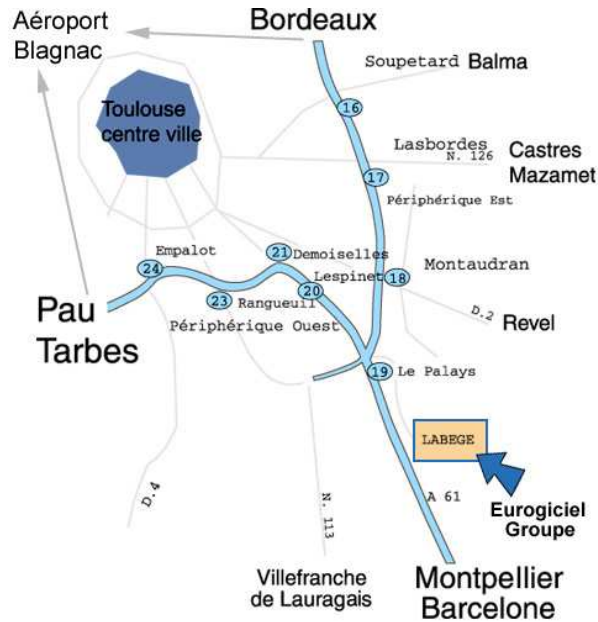 Aéroport
Blagnac
Bordeaux
Soupetard Balma
16
Toulouse
centre ville
Lasbordes
N. 126
Castres
Mazamet
17
Périphérique Est
Empalot
21
Demoiselles
24
Lespinet
18
Montaudran
20
23
Rangueuil
Pau
Tarbes
Périphérique Ouest
D.2
Revel
19
Le Palays
LABEGE
D.4
N. 113
A 61
Eurogiciel
Groupe
Villefranche
de Lauragais
Montpellier
Barcelone